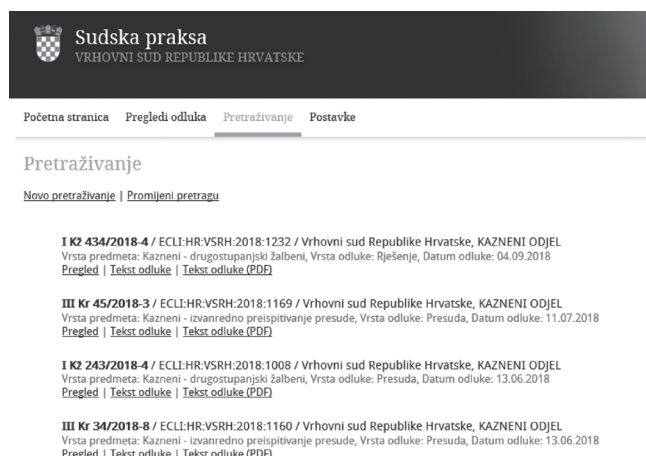 Sudska praksa
VRHOVNI SUD REPUBLIKE HRVATSKE
Početna stranica Pregledi odluka Pretraživanje Postavke
Pretraživanje
Novo pretraživanje | Promijeni pretragu
I Kž 434/2018-4 / ECLI:HR:VSRH:2018:1232 / Vrhovni sud Republike Hrvatske, KAZNENI ODJEL
Vrsta predmeta: Kazneni - drugostupanjski žalbeni, Vrsta odluke: Rješenje, Datum odluke: 04.09.2018
Pregled | Tekst odluke | Tekst odluke (PDF)
III Kr 45/2018-3 / ECLI:HR:VSRH:2018:1169 / Vrhovni sud Republike Hrvatske, KAZNENI ODJEL
Vrsta predmeta: Kazneni - izvanredno preispitivanje presude, Vrsta odluke: Presuda, Datum odluke: 11.07.2018
Pregled | Tekst odluke | Tekst odluke (PDF)
I Kž 243/2018-4 / ECLI:HR:VSRH:2018:1008 / Vrhovni sud Republike Hrvatske, KAZNENI ODJEL
Vrsta predmeta: Kazneni - drugostupanjski žalbeni, Vrsta odluke: Presuda, Datum odluke: 13.06.2018
Pregled | Tekst odluke | Tekst odluke (PDF)
III Kr 34/2018-8 / ECLI:HR:VSRH:2018:1160 / Vrhovni sud Republike Hrvatske, KAZNENI ODJEL
Vrsta predmeta: Kazneni - izvanredno preispitivanje presude, Vrsta odluke: Presuda, Datum odluke: 13.06.2018
Pregled | Tekst odluke | Tekst odluke (PDF)